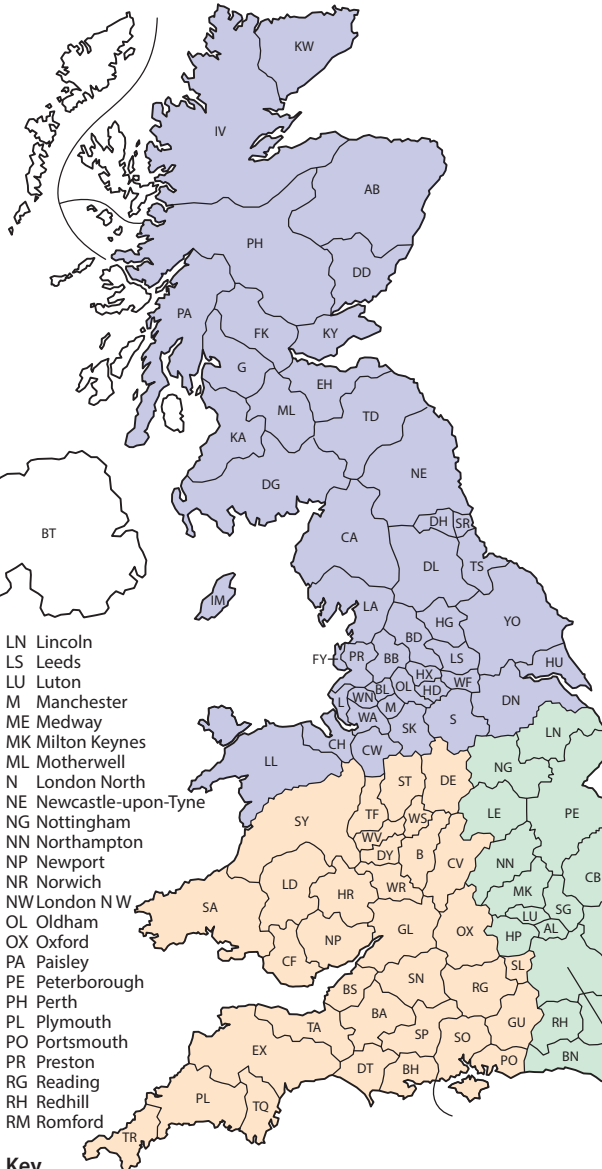 KW
IV
AB
PH
DD
PA
FK
KY
G
EH
ML
TD
KA
NE
DG
BT
DH
SR
CA
DL
TS
IM
LA
HG
YO
BD
FY
PR
BB
LS
HU
HX
WF
BL
OL
HD
WN
L
M
DN
WA
SK
S
LN
CH
CW
LL
NG
ST
DE
LE
PE
SY
TF
WS
WV
DY
B
CV
NN
CB
LD
HR
WR
MK
SG
SA
LU
AL
GL
OX
HP
NP
CF
SL
SN
RG
BS
BA
GU
RH
TA
SP
SO
EX
PO
BN
DT
BH
PL
TQ
TR
LN Lincoln
LS Leeds
LU Luton
M Manchester
ME Medway
MK Milton Keynes
ML Motherwell
N London North
NE Newcastle-upon-Tyne
NG Nottingham
NN Northampton
NP Newport
NR Norwich
NW London N W
OL Oldham
OX Oxford
PA Paisley
PE Peterborough
PH Perth
PL Plymouth
PO Portsmouth
PR Preston
RG Reading
RH Redhill
RM Romford
Key